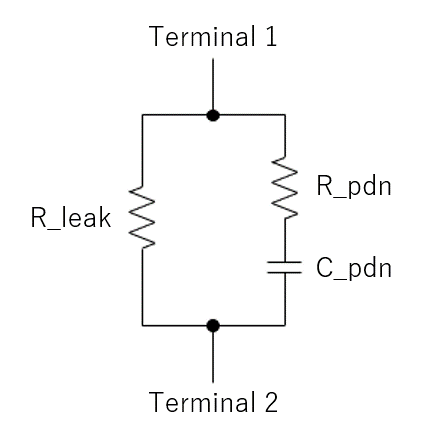 Terminal 1
R_pdn
R_leak
C_pdn
Terminal 2